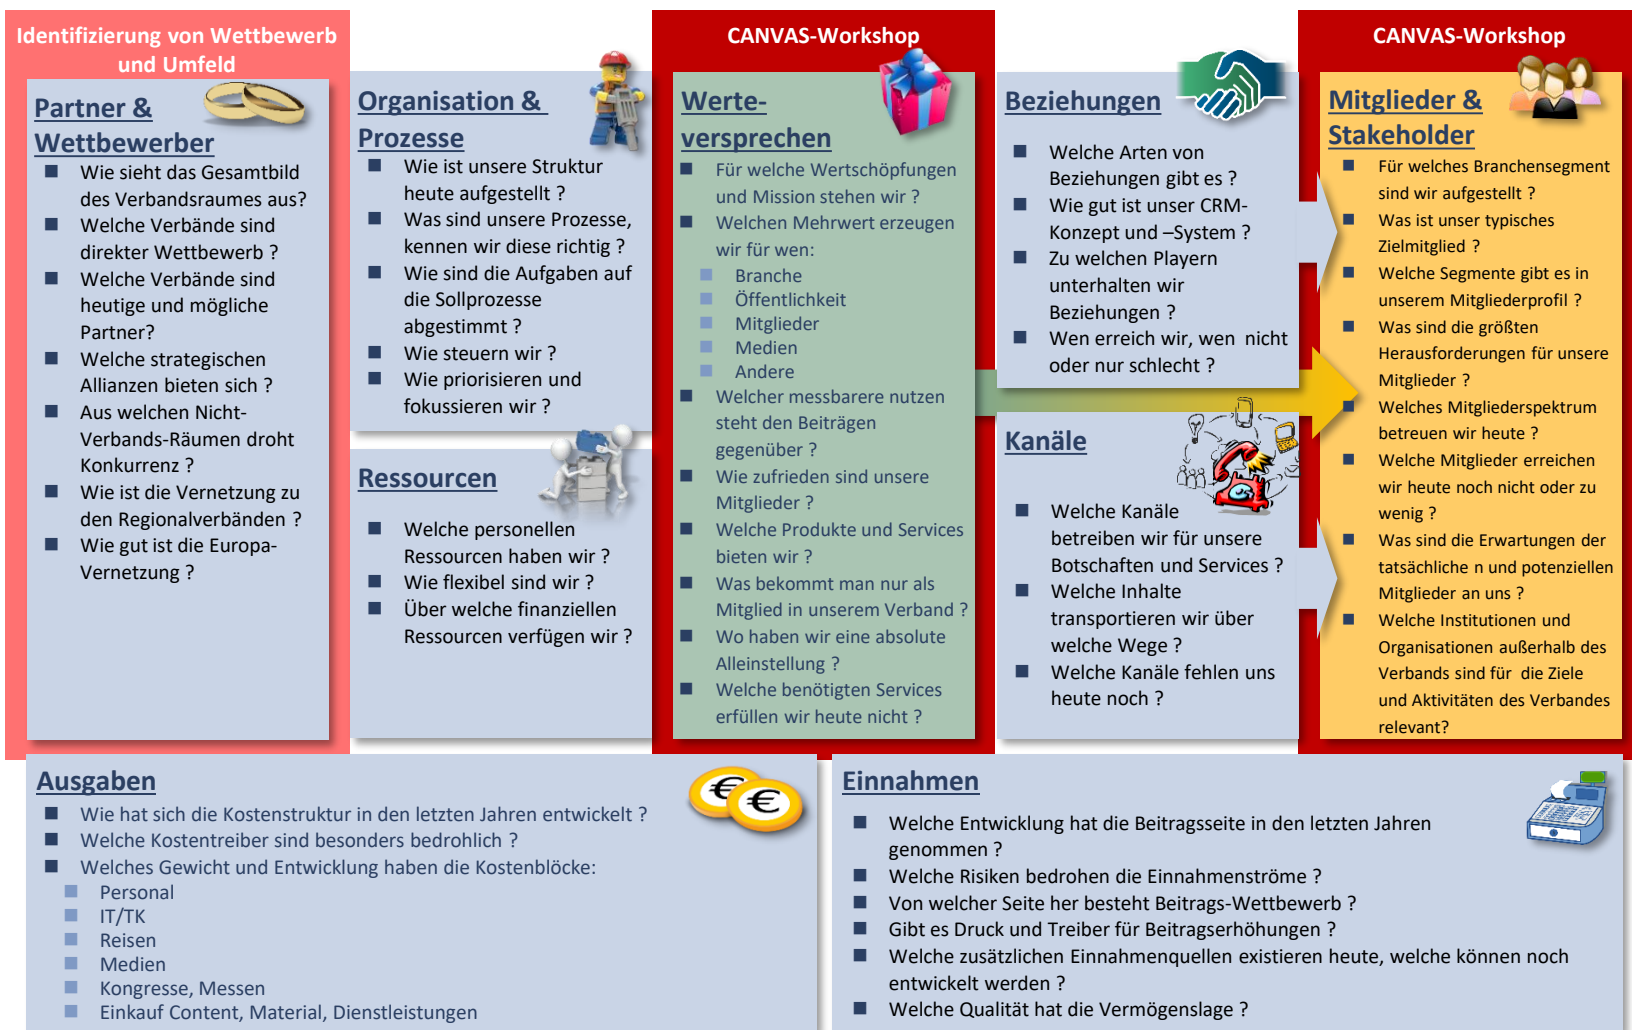 Identifizierung von Wettbewerb
und Umfeld
Partner &
Wettbewerber
Wie sieht das Gesamtbild
des Verbandsraumes aus?
Welche Verbände sind
direkter Wettbewerb ?
Welche Verbände sind
heutige und mögliche
Partner?
Welche strategischen
Allianzen bieten sich ?
Aus welchen Nicht-
Verbands-Räumen droht
Konkurrenz ?
Wie ist die Vernetzung zu
den Regionalverbänden ?
Wie gut ist die Europa-
Vernetzung ?
Organisation &
Prozesse
Wie ist unsere Struktur
heute aufgestellt ?
Was sind unsere Prozesse,
kennen wir diese richtig ?
Wie sind die Aufgaben auf
die Sollprozesse
abgestimmt ?
Wie steuern wir ?
Wie priorisieren und
fokussieren wir ?
Ressourcen
Welche personellen
Ressourcen haben wir ?
Wie flexibel sind wir ?
Über welche finanziellen
Ressourcen verfügen wir ?
CANVAS-Workshop
Werte-
versprechen
Für welche Wertschöpfungen
und Mission stehen wir ?
Welchen Mehrwert erzeugen
wir für wen:
Branche
Öffentlichkeit
Mitglieder
Medien
Andere
Welcher messbarere nutzen
steht den Beiträgen
gegenüber ?
Wie zufrieden sind unsere
Mitglieder ?
Welche Produkte und Services
bieten wir ?
Was bekommt man nur als
Mitglied in unserem Verband ?
Wo haben wir eine absolute
Alleinstellung ?
Welche benötigten Services
erfüllen wir heute nicht ?
Beziehungen
Welche Arten von
Beziehungen gibt es ?
Wie gut ist unser CRM-
Konzept und –System ?
Zu welchen Playern
unterhalten wir
Beziehungen ?
Wen erreich wir, wen  nicht
oder nur schlecht ?
Kanäle
Welche Kanäle
betreiben wir für unsere
Botschaften und Services ?
Welche Inhalte
transportieren wir über
welche Wege ?
Welche Kanäle fehlen uns
heute noch ?
CANVAS-Workshop
Mitglieder &
Stakeholder
Für welches Branchensegment
sind wir aufgestellt ?
Was ist unser typisches
Zielmitglied ?
Welche Segmente gibt es in
unserem Mitgliederprofil ?
Was sind die größten
Herausforderungen für unsere
Mitglieder ?
Welches Mitgliederspektrum
betreuen wir heute ?
Welche Mitglieder erreichen
wir heute noch nicht oder zu
wenig ?
Was sind die Erwartungen der
tatsächliche n und potenziellen
Mitglieder an uns ?
Welche Institutionen und
Organisationen außerhalb des
Verbands sind für  die Ziele
und Aktivitäten des Verbandes
relevant?
Ausgaben
Wie hat sich die Kostenstruktur in den letzten Jahren entwickelt ?
Welche Kostentreiber sind besonders bedrohlich ?
Welches Gewicht und Entwicklung haben die Kostenblöcke:
Personal
IT/TK
Reisen
Medien
Kongresse, Messen
Einkauf Content, Material, Dienstleistungen
€ €
Einnahmen
Welche Entwicklung hat die Beitragsseite in den letzten Jahren
genommen ?
Welche Risiken bedrohen die Einnahmenströme ?
Von welcher Seite her besteht Beitrags-Wettbewerb ?
Gibt es Druck und Treiber für Beitragserhöhungen ?
Welche zusätzlichen Einnahmenquellen existieren heute, welche können noch
entwickelt werden ?
Welche Qualität hat die Vermögenslage ?